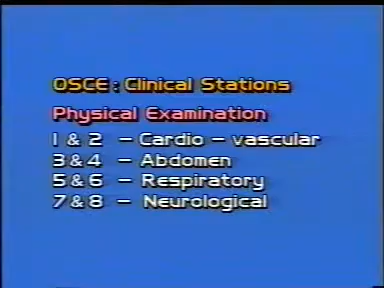 OSCE : Clinical Stations
Physical Examination
1 & 2 – Cardio – vascular
3 & 4 – Abdomen
5 & 6 – Respiratory
7 & 8 – Neurological